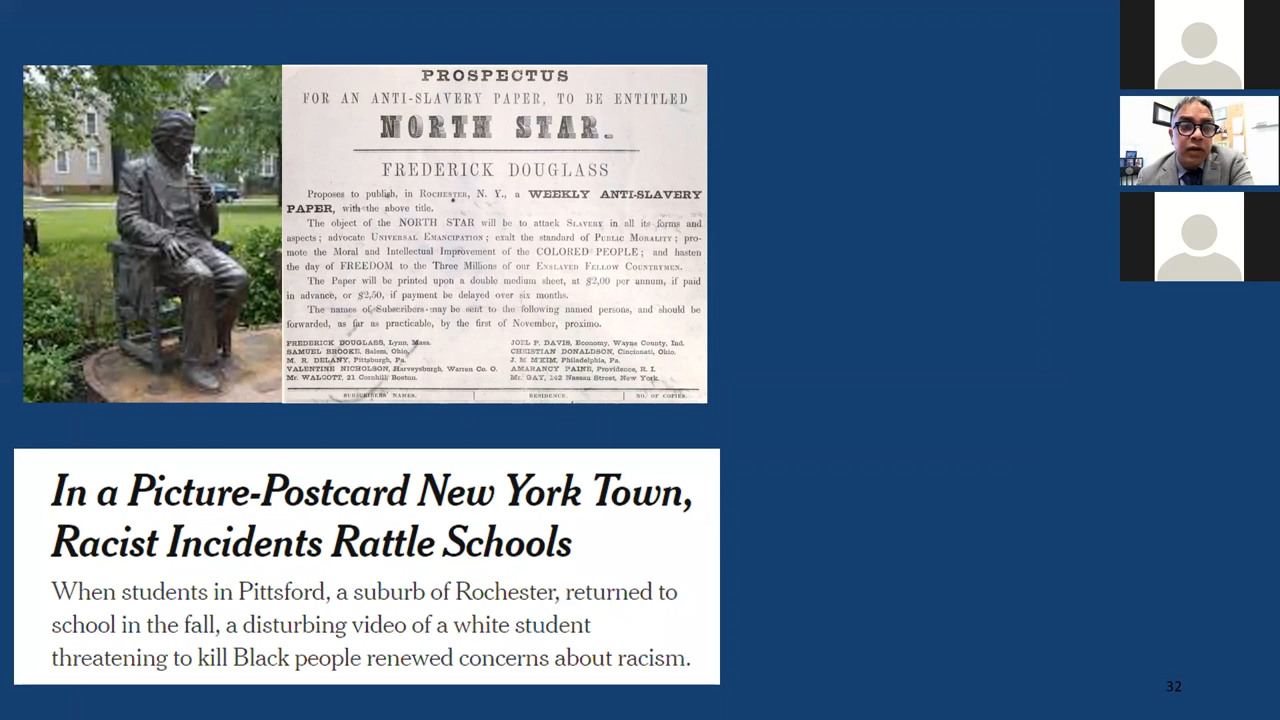 PROSPECTUS
FOR AN ANTI-SLAVERY PAPER, TO BE ENTITLED
NORTH STAR.
FREDERICK DOUGLASS
Proposes to publish, in Rochester, N. Y., a WEEKLY ANTI-SLAVERY
PAPER, with the above title.
The object of the NORTH STAR will be to attack Slavery in all its forms and
aspects; advocate Universal Emancipation; exalt the standard of Public Morality; pro-
mote the Moral and Intellectual Improvement of the COLORED PEOPLE; and hasten
the day of FREEDOM to the Three Millions of our Enslaved Fellow Countrymen.
The Paper will be printed upon a double medium sheet, at $2,00 per annum, if paid
in advance, or $2,50, if payment be delayed over six months.
The names of Subscribers may be sent to the following named persons, and should be
forwarded, as far as practicable, by the first of November, proximo.
FREDERICK DOUGLASS, Lynn, Mass.
SAMUEL BROOKE, Salem, Ohio.
M. R. DELANY, Pittsburgh, Pa.
VALENTINE NICHOLSON, Harveysburgh, Warren Co. O.
Mr. WALCOTT, 21 Cornhill, Boston.
JOEL P. DAVIS, Economy, Wayne County, Ind.
CHRISTIAN DONALDSON, Cincinnati, Ohio.
J. M. M'KIM, Philadelphia, Pa.
AMARANCY PAINE, Providence, R. I.
Mr. GAY, 142 Nassau Street, New York.
SUBSCRIBERS' NAMES. RESIDENCE. NO. OF COPIES.
In a Picture-Postcard New York Town,
Racist Incidents Rattle Schools
When students in Pittsford, a suburb of Rochester, returned to
school in the fall, a disturbing video of a white student
threatening to kill Black people renewed concerns about racism.
32